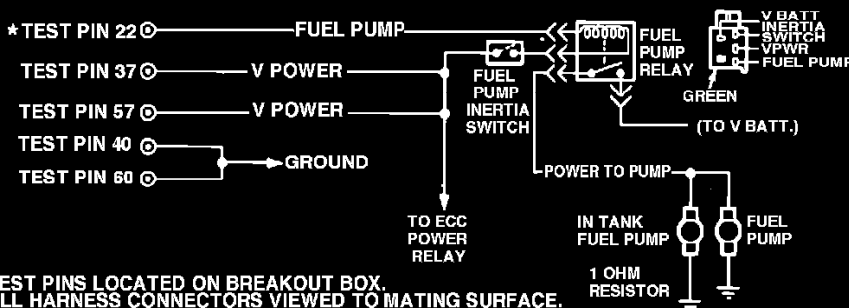 * TEST PIN 22
FUEL PUMP
TEST PIN 37
V POWER
TEST PIN 57
V POWER
TEST PIN 40
TEST PIN 60
GROUND
FUEL
PUMP
INERTIA
SWITCH
FUEL
PUMP
RELAY
V BATT
INERTIA
SWITCH
VPWR
FUEL PUMP
GREEN
(TO V BATT.)
POWER TO PUMP
TO ECC
POWER
RELAY
IN TANK
FUEL PUMP
FUEL
PUMP
1 OHM
RESISTOR
EST PINS LOCATED ON BREAKOUT BOX.
LL HARNESS CONNECTORS VIEWED TO MATING SURFACE.